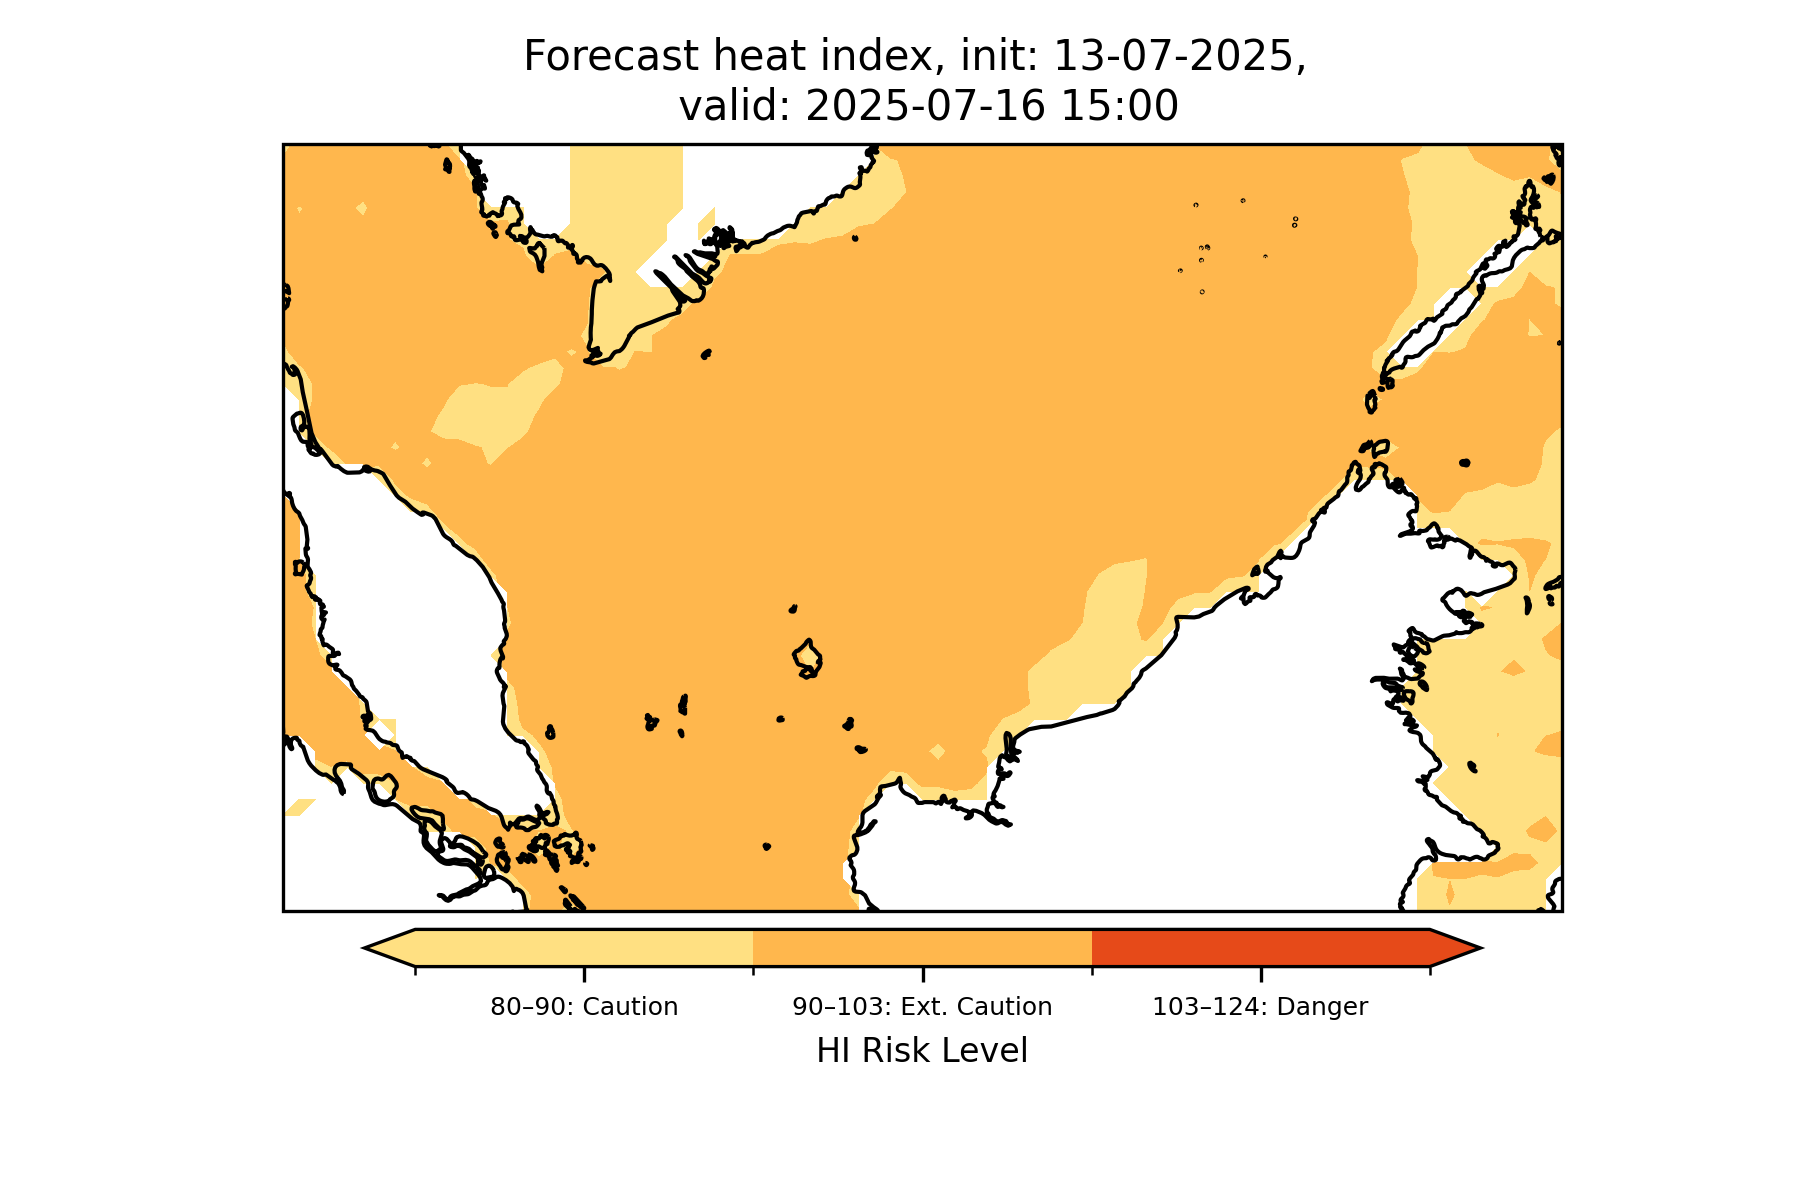 Forecast heat index, init: 13-07-2025,
valid: 2025-07-16 15:00
80–90: Caution
90–103: Ext. Caution
103–124: Danger
HI Risk Level